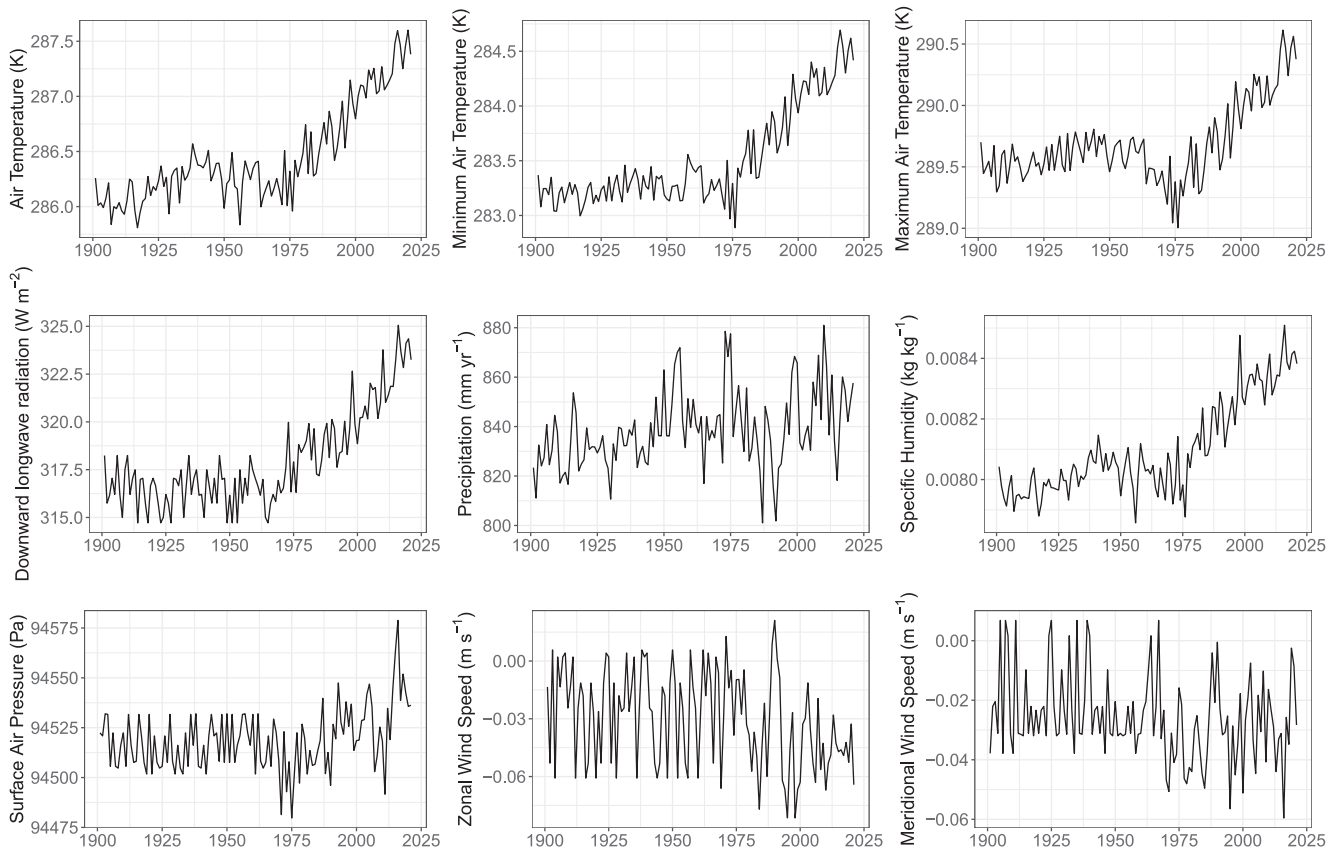 Air Temperature (K)
287.5
287.0
286.5
286.0
1900 1925 1950 1975 2000 2025
Minimum Air Temperature (K)
284.5
284.0
283.5
283.0
1900 1925 1950 1975 2000 2025
Maximum Air Temperature (K)
290.5
290.0
289.5
289.0
1900 1925 1950 1975 2000 2025
Downward longwave radiation (W m⁻²)
325.0
322.5
320.0
317.5
315.0
1900 1925 1950 1975 2000 2025
Precipitation (mm yr⁻¹)
880
860
840
820
800
1900 1925 1950 1975 2000 2025
Specific Humidity (kg kg⁻¹)
0.0084
0.0082
0.0080
1900 1925 1950 1975 2000 2025
Surface Air Pressure (Pa)
94575
94550
94525
94500
94475
1900 1925 1950 1975 2000 2025
Zonal Wind Speed (m s⁻¹)
0.00
−0.03
−0.06
1900 1925 1950 1975 2000 2025
Meridional Wind Speed (m s⁻¹)
0.00
−0.02
−0.04
−0.06
1900 1925 1950 1975 2000 2025